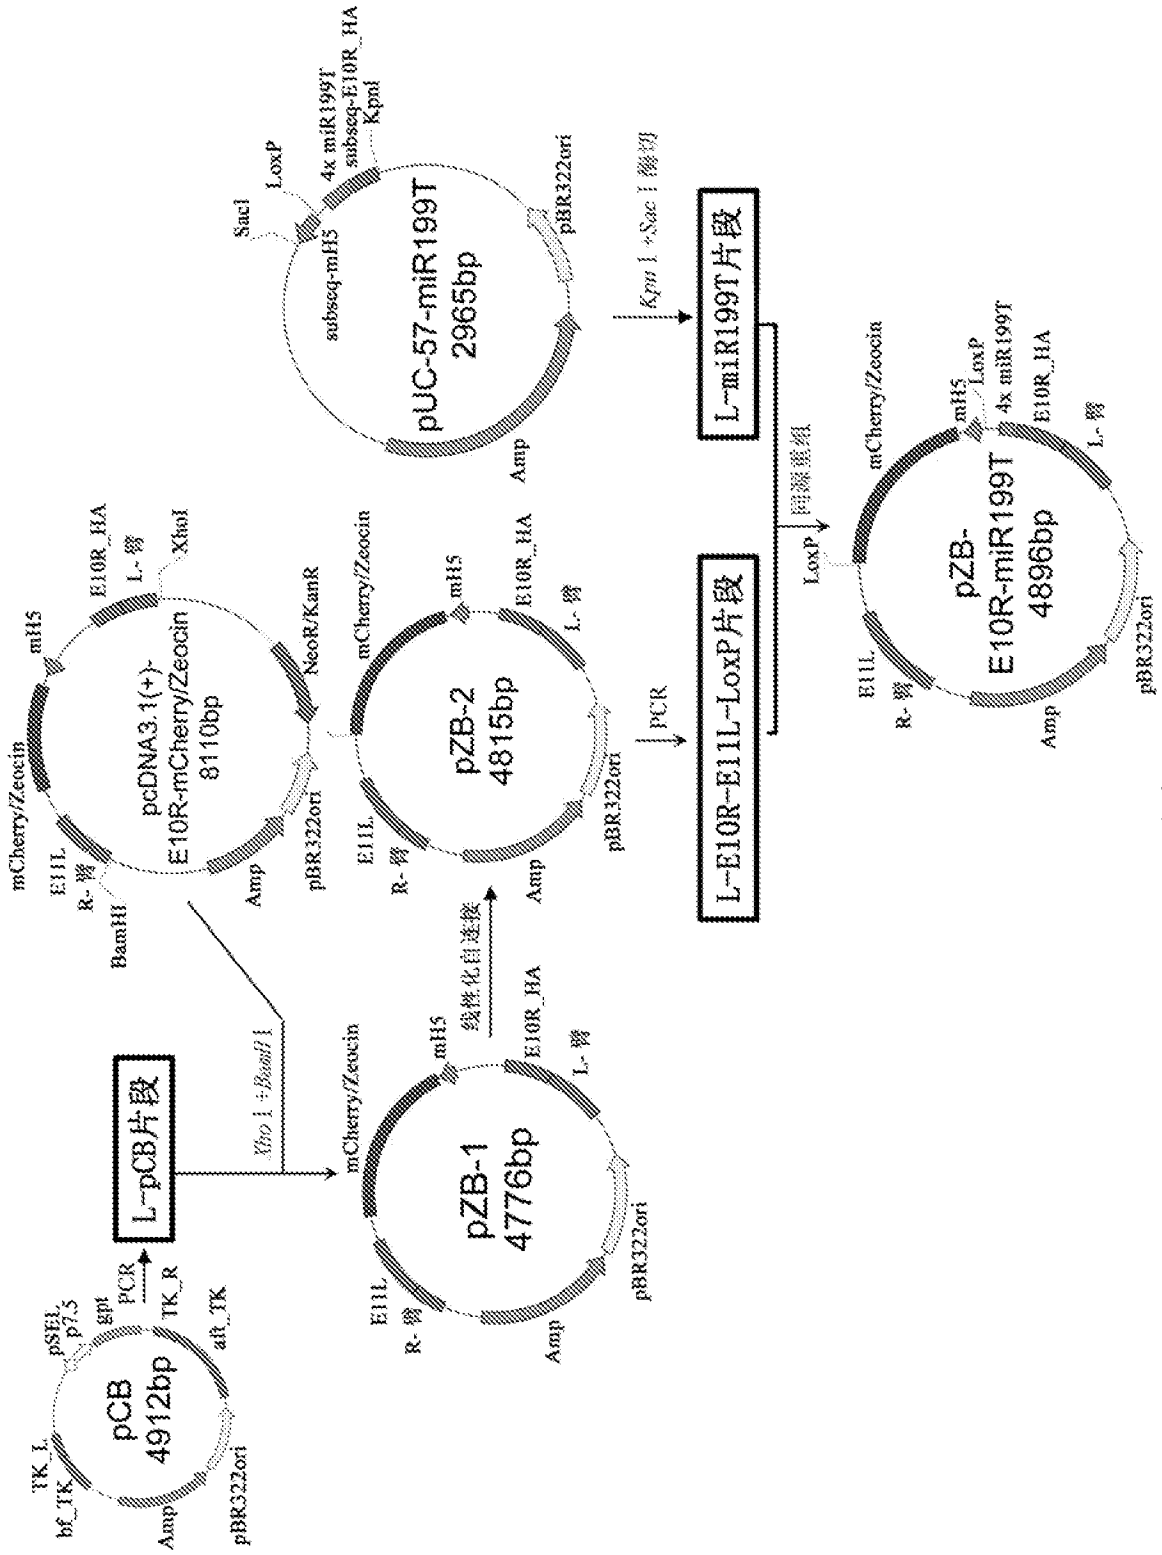 TK_L
bf_TK
pSEL
p7.5
gpt
TK_R
aft_TK
pCB
4912bp
Amp
pBR322ori
PCR
L-pCB片段
mCherry/Zeocin
mH5
E10R_HA
L- 臂
XhoI
E11L
R- 臂
BamHI
pcDNA3.1(+)-
E10R-mCherry/Zeocin
8110bp
NeoR/KanR
Amp
pBR322ori
SacI
LoxP
4x miR199T
subseq-E10R_HA
KpnI
subseq-mH5
pUC-57-miR199T
2965bp
Amp
pBR322ori
Xho I +BamH I
mCherry/Zeocin
mH5
E10R_HA
L- 臂
E11L
R- 臂
pZB-1
4776bp
Amp
pBR322ori
线性化自连接
mCherry/Zeocin
mH5
E10R_HA
L- 臂
E11L
R- 臂
pZB-2
4815bp
Amp
pBR322ori
PCR
Kpn I +Sac I 酶切
L-E10R-E11L-LoxP片段
L-miR199T片段
同源重组
LoxP
mCherry/Zeocin
mH5
LoxP
4x miR199T
E10R_HA
L- 臂
E11L
R- 臂
pZB-
E10R-miR199T
4896bp
Amp
pBR322ori